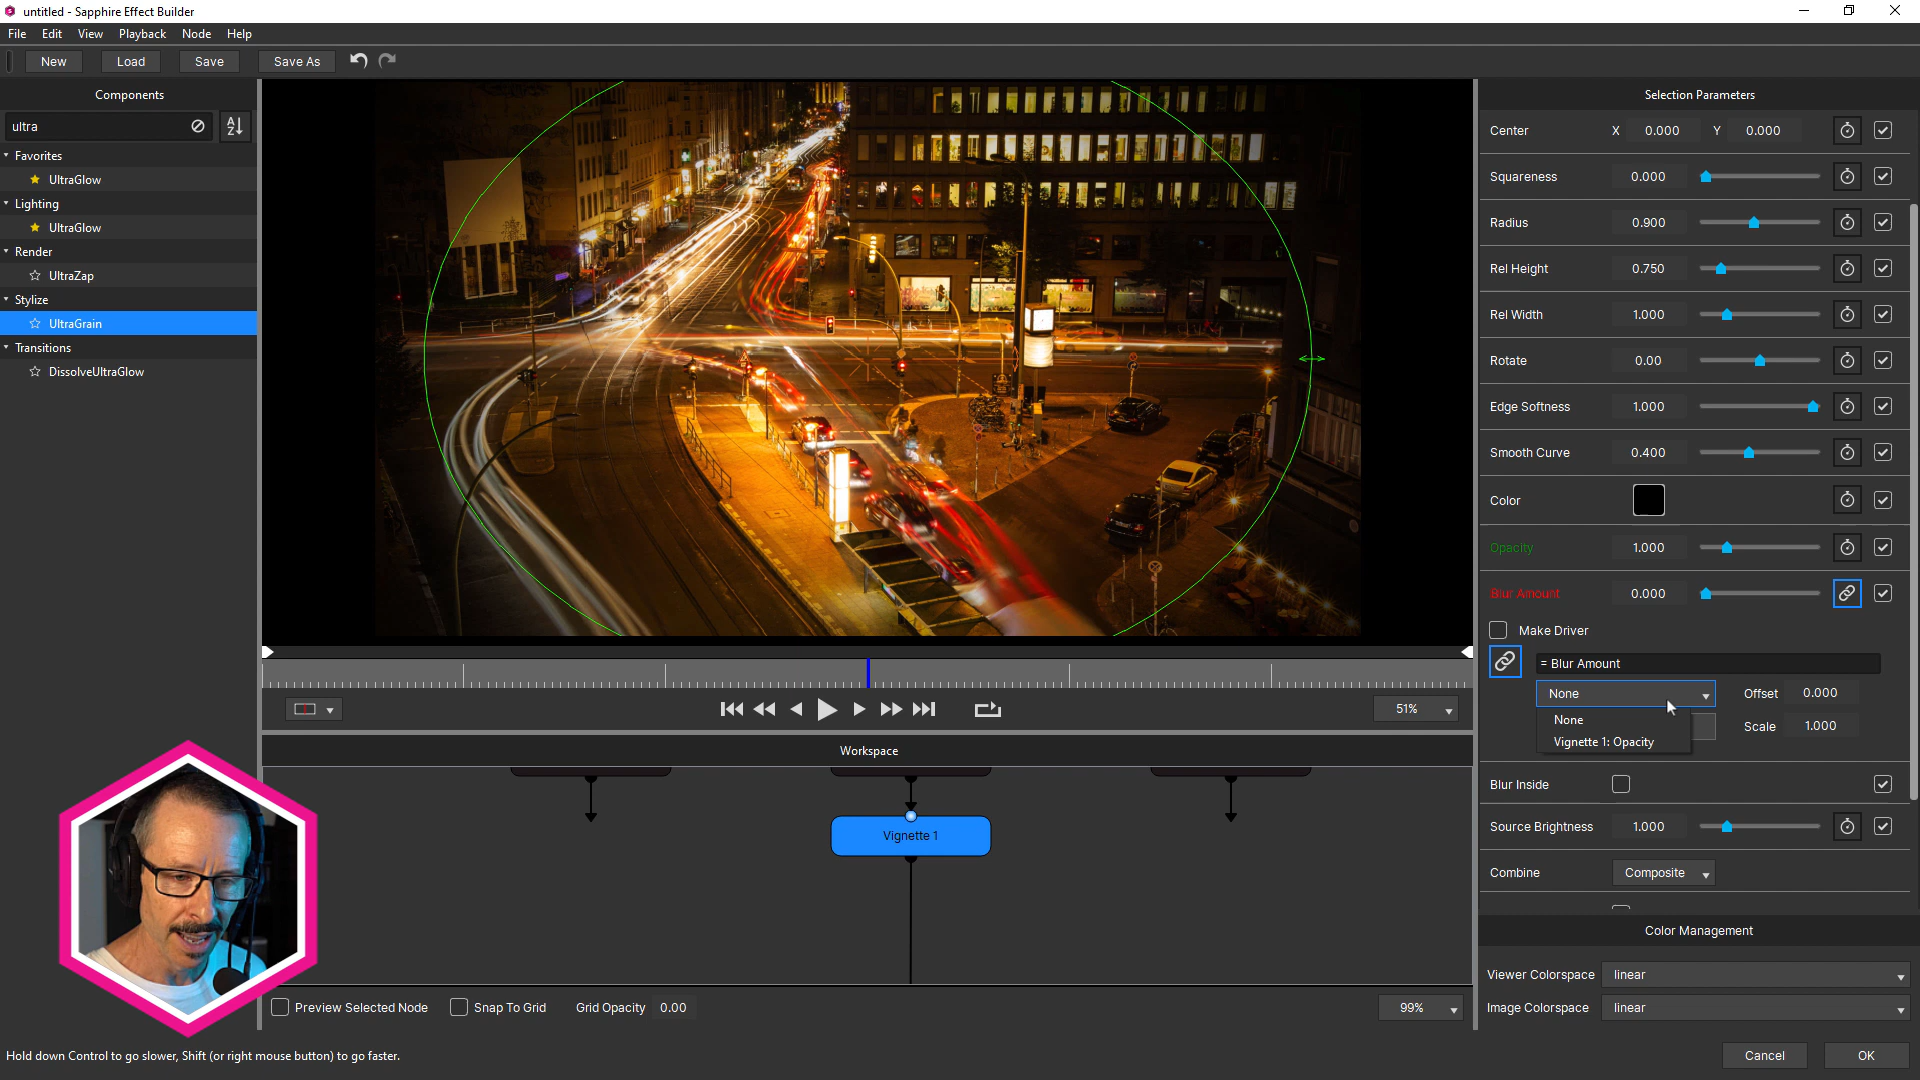 untitled - Sapphire Effect Builder
File Edit View Playback Node Help
New Load Save Save As
Components
ultra
Favorites
UltraGlow
Lighting
UltraGlow
Render
UltraZap
Stylize
UltraGrain
Transitions
DissolveUltraGlow
51%
Workspace
Vignette 1
Preview Selected Node Snap To Grid Grid Opacity 0.00 99%
Selection Parameters
Center X 0.000 Y 0.000
Squareness 0.000
Radius 0.900
Rel Height 0.750
Rel Width 1.000
Rotate 0.00
Edge Softness 1.000
Smooth Curve 0.400
Color
Opacity 1.000
Blur Amount 0.000
Make Driver
= Blur Amount
None Offset 0.000
None
Scale 1.000
Vignette 1: Opacity
Blur Inside
Source Brightness 1.000
Combine Composite
Color Management
Viewer Colorspace linear
Image Colorspace linear
Hold down Control to go slower, Shift (or right mouse button) to go faster.
Cancel OK